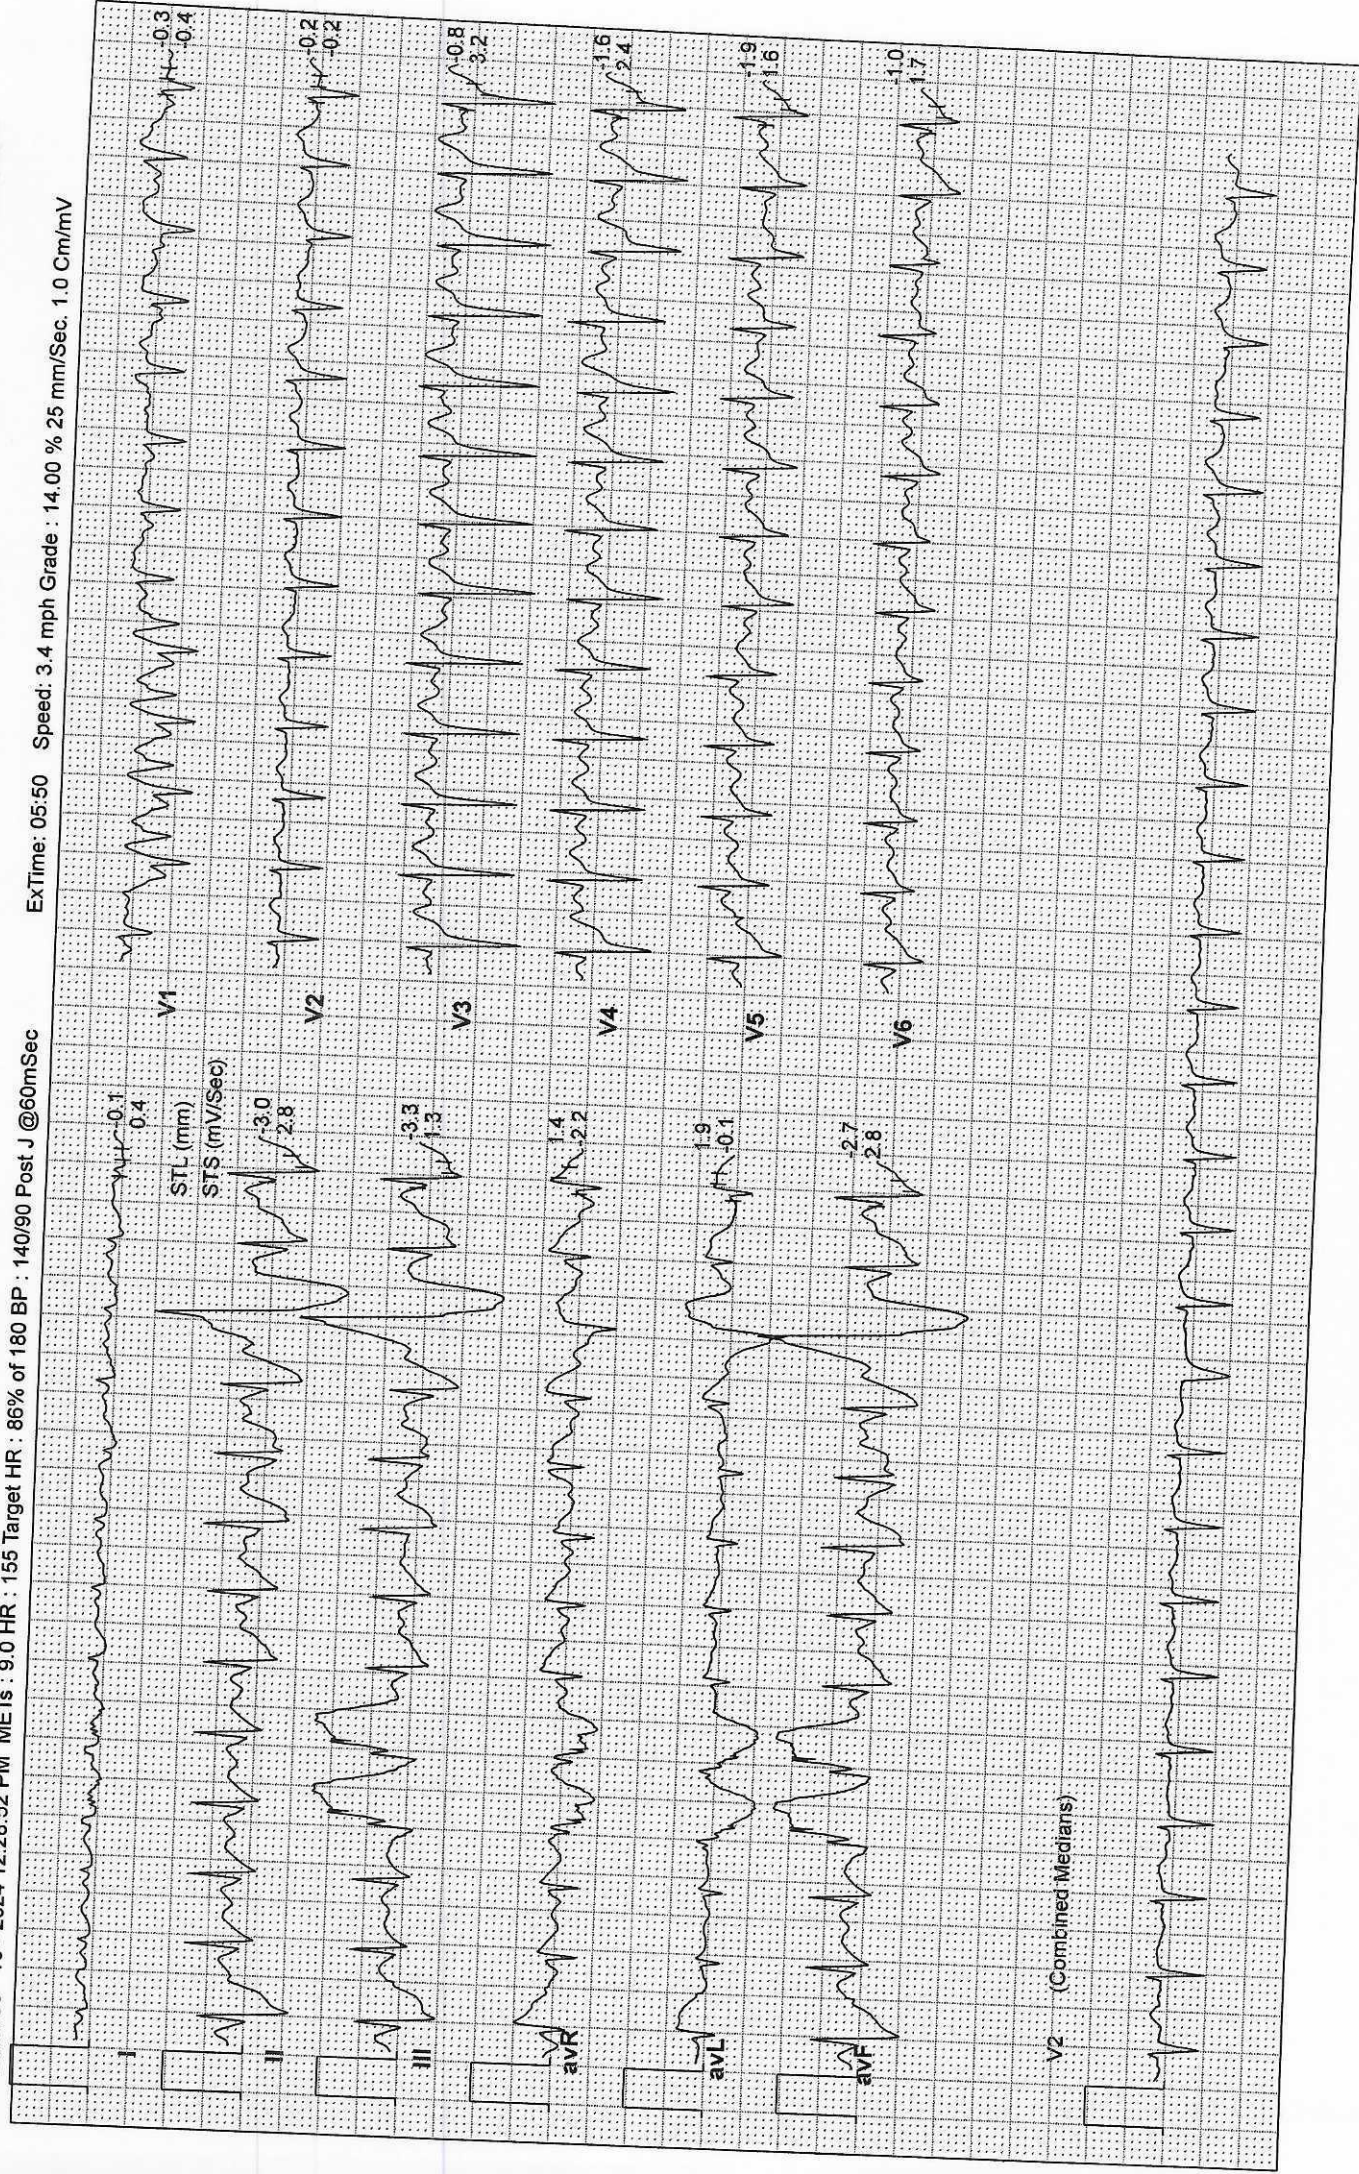 METs : 9.0 HR : 155 Target HR : 86% of 180 BP : 140/90 Post J @60mSec
ExTime: 05:50 Speed: 3.4 mph Grade : 14.00 % 25 mm/Sec. 1.0 Cm/mV
I
-0.1
0.4
STL (mm)
STS (mV/Sec)
V1
-0.3
-0.4
II
-3.0
2.8
V2
-0.2
-0.2
III
-3.3
1.3
V3
-0.8
3.2
avR
1.4
-2.2
V4
-1.6
2.4
avL
1.9
-0.1
V5
-1.9
1.6
avF
-2.7
2.8
V6
-1.0
1.7
V2
(Combined Medians)